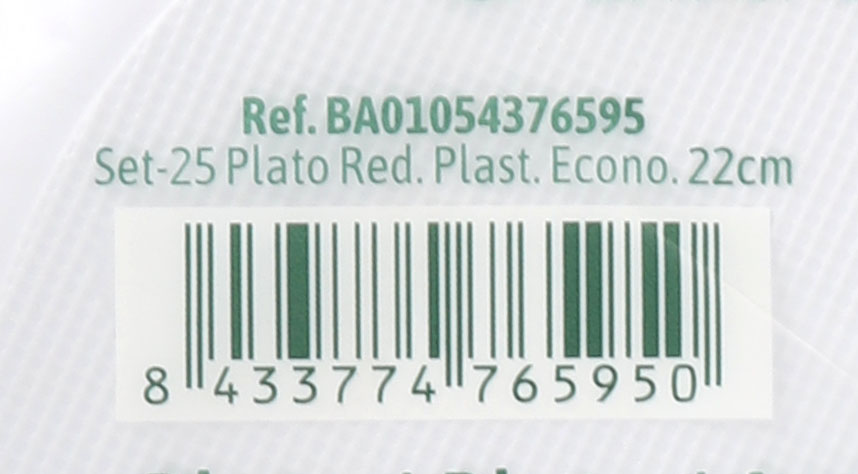 Ref. BA01054376595
Set-25 Plato Red. Plast. Econo. 22cm
8 433774 765950